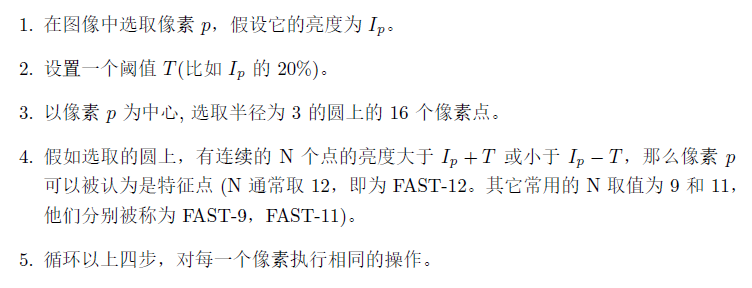 1. 在图像中选取像素 p，假设它的亮度为 Ip。
2. 设置一个阈值 T(比如 Ip 的 20%)。
3. 以像素 p 为中心, 选取半径为 3 的圆上的 16 个像素点。
4. 假如选取的圆上，有连续的 N 个点的亮度大于 Ip + T 或小于 Ip − T，那么像素 p
可以被认为是特征点 (N 通常取 12，即为 FAST-12。其它常用的 N 取值为 9 和 11，
他们分别被称为 FAST-9，FAST-11)。
5. 循环以上四步，对每一个像素执行相同的操作。